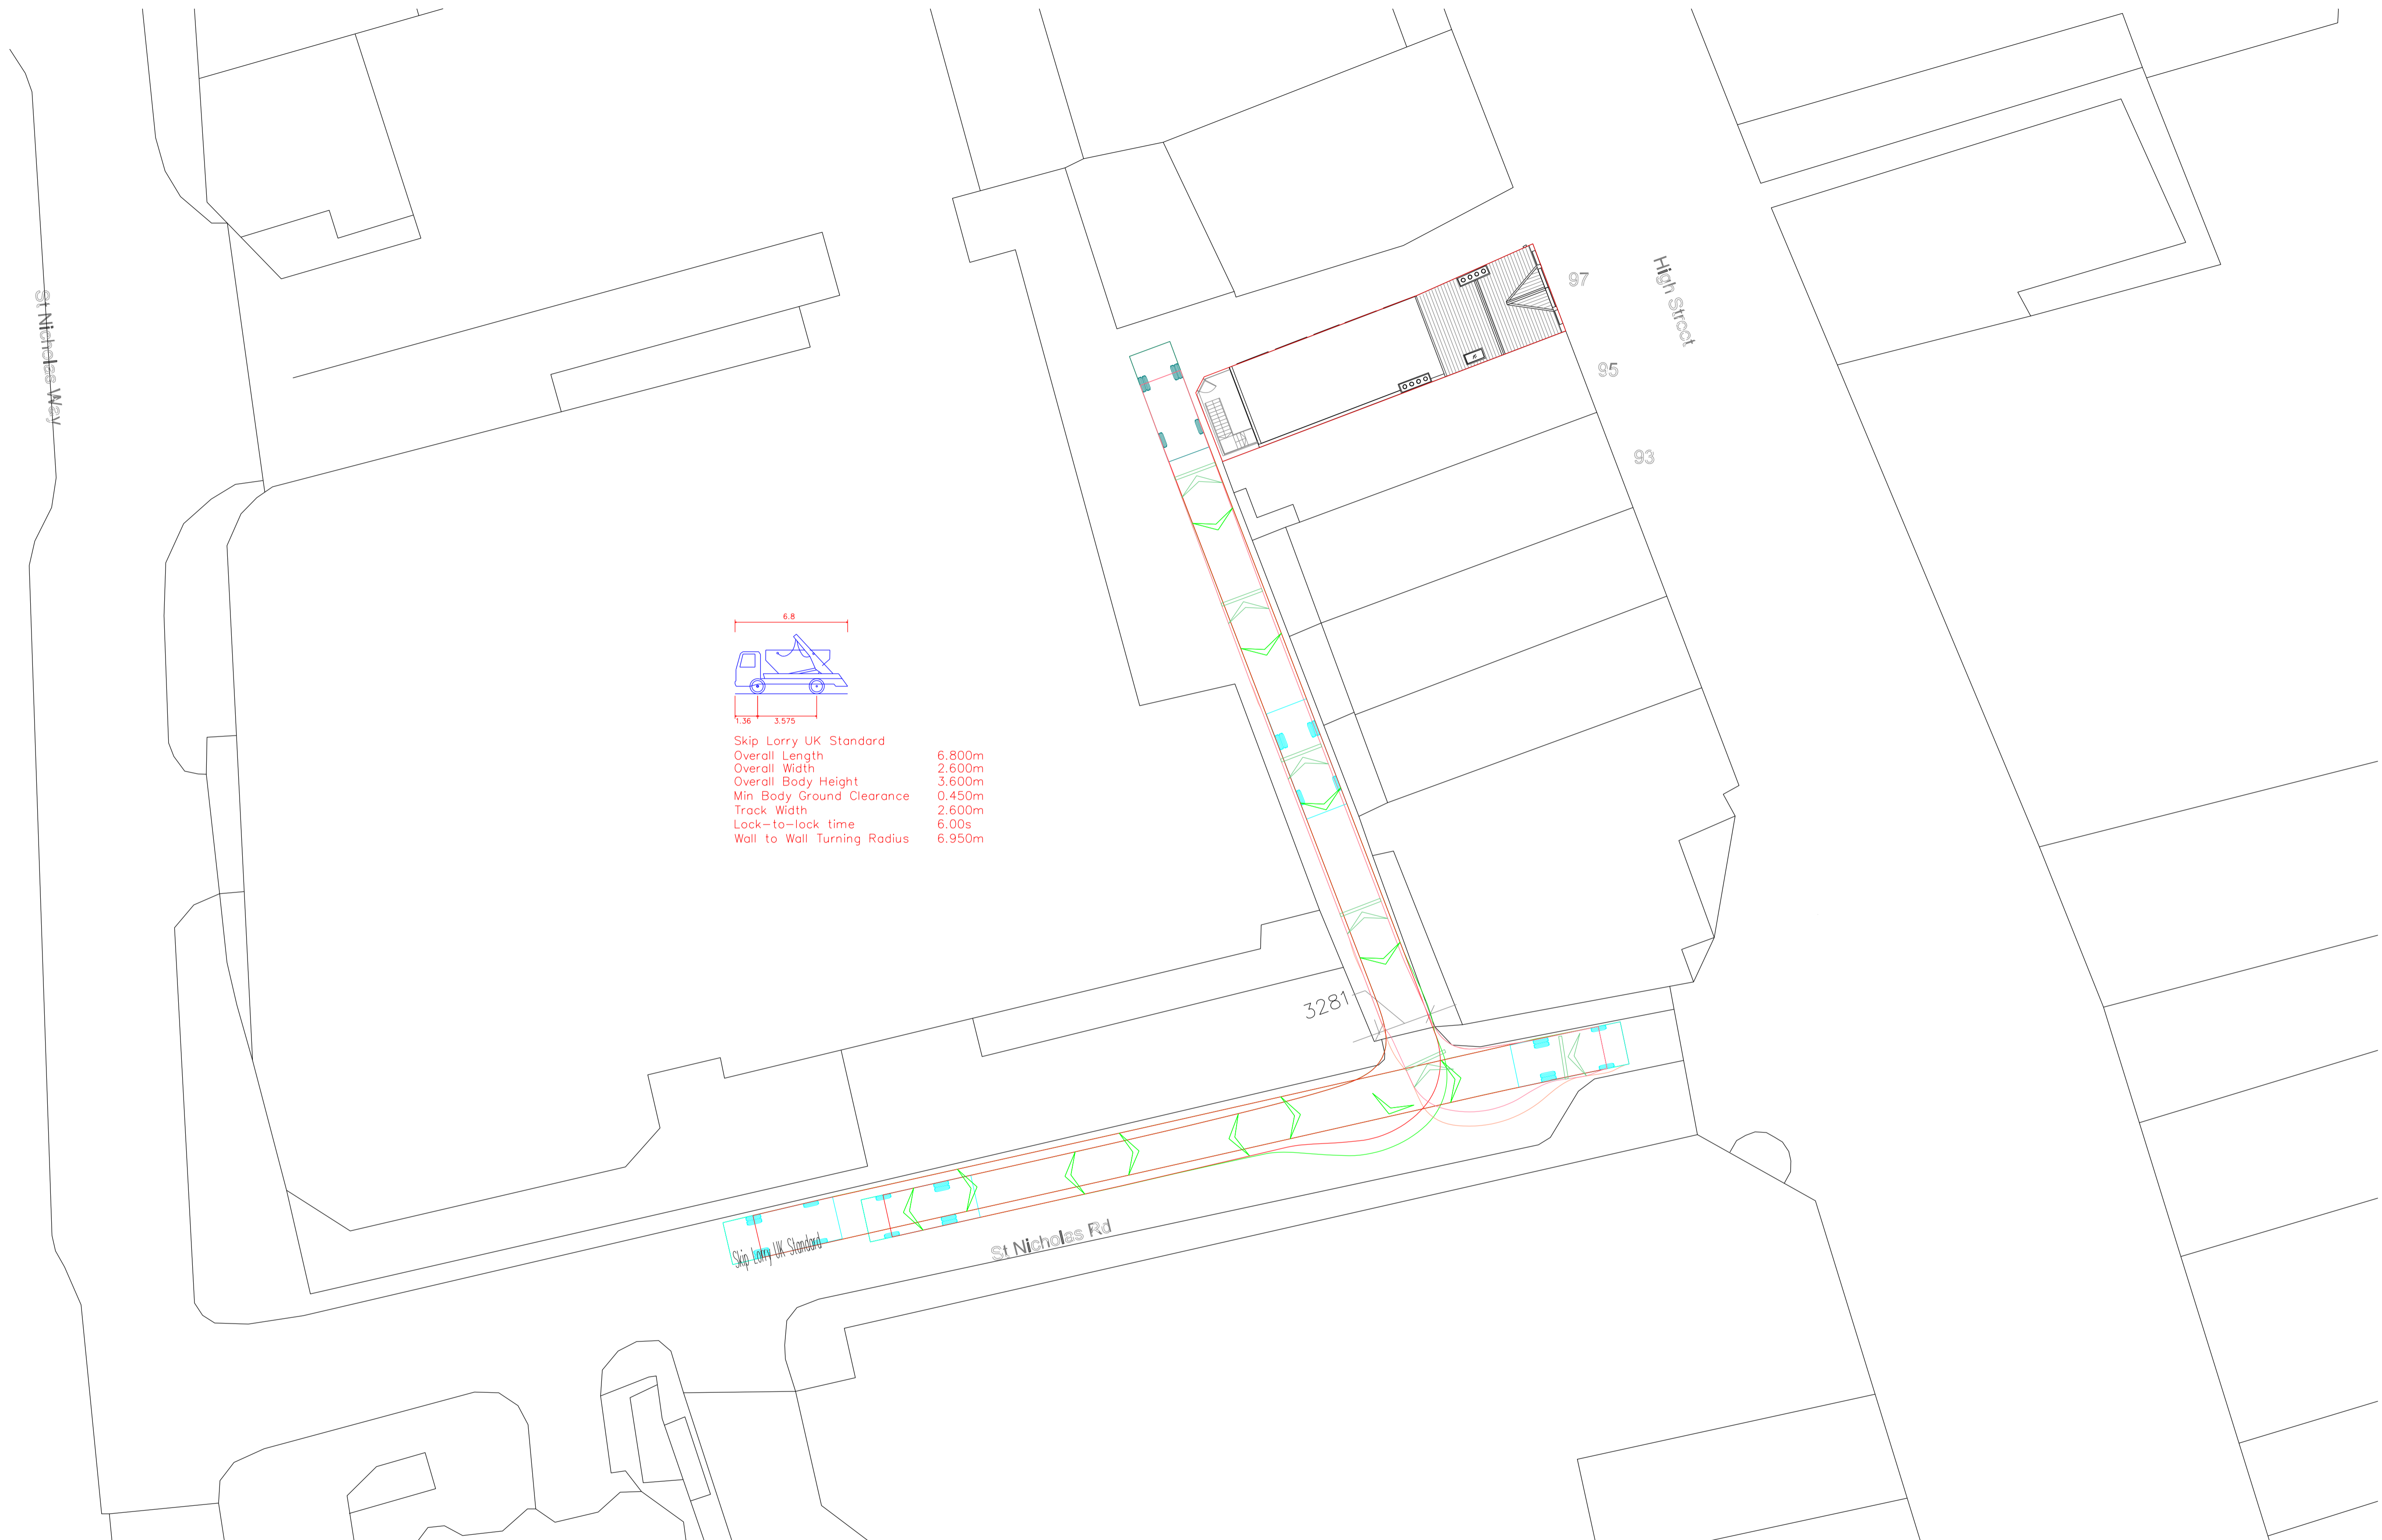 97
High Street
95
St Nicholas Way
93
6.8
1.36 3.575
Skip Lorry UK Standard
Overall Length 6.800m
Overall Width 2.600m
Overall Body Height 3.600m
Min Body Ground Clearance 0.450m
Track Width 2.600m
Lock-to-lock time 6.00s
Wall to Wall Turning Radius 6.950m
3281
Skip Lorry UK Standard
St Nicholas Rd